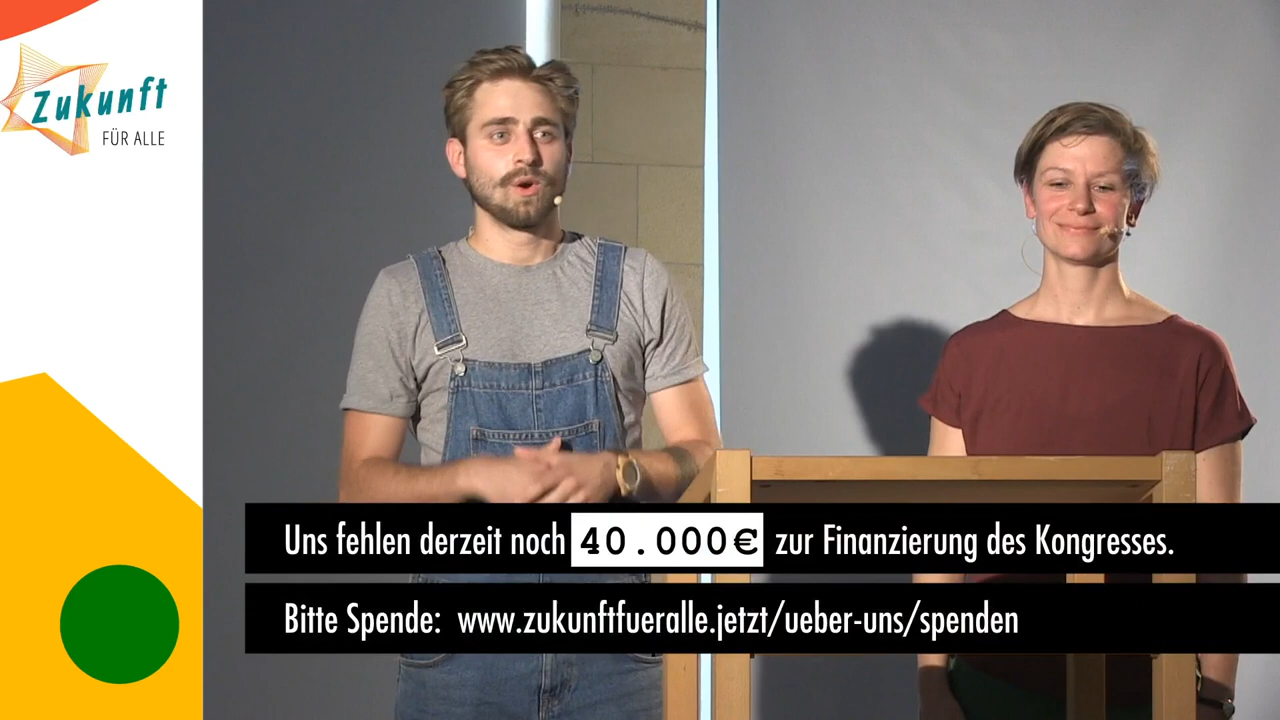 Zukunft
FÜR ALLE
Uns fehlen derzeit noch 40.000€ zur Finanzierung des Kongresses.
Bitte Spende: www.zukunftfueralle.jetzt/ueber-uns/spenden